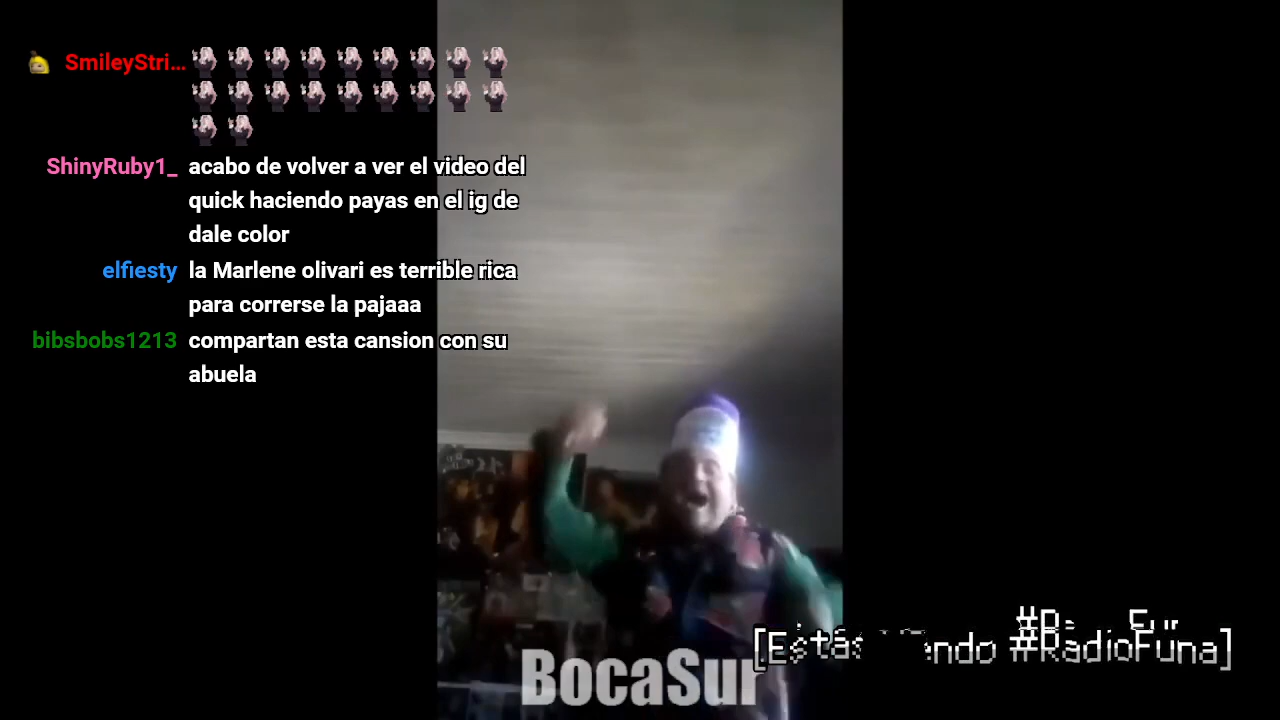 SmileyStri...
ShinyRuby1_ acabo de volver a ver el video del
quick haciendo payas en el ig de
dale color
elfiesty la Marlene olivari es terrible rica
para correrse la pajaaa
bibsbobs1213 compartan esta cansion con su
abuela
#RadioFuna]
BocaSur